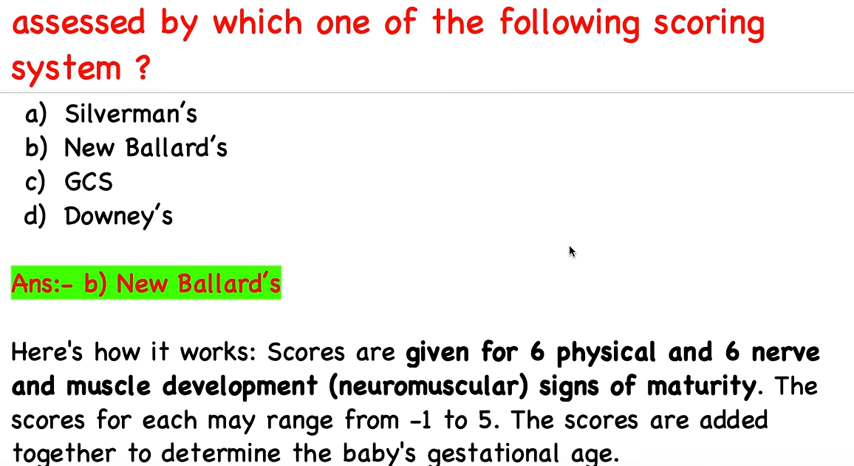 assessed by which one of the following scoring
system ?
a) Silverman's
b) New Ballard's
c) GCS
d) Downey's
Ans:- b) New Ballard's
Here's how it works: Scores are given for 6 physical and 6 nerve
and muscle development (neuromuscular) signs of maturity. The
scores for each may range from -1 to 5. The scores are added
together to determine the baby's gestational age.